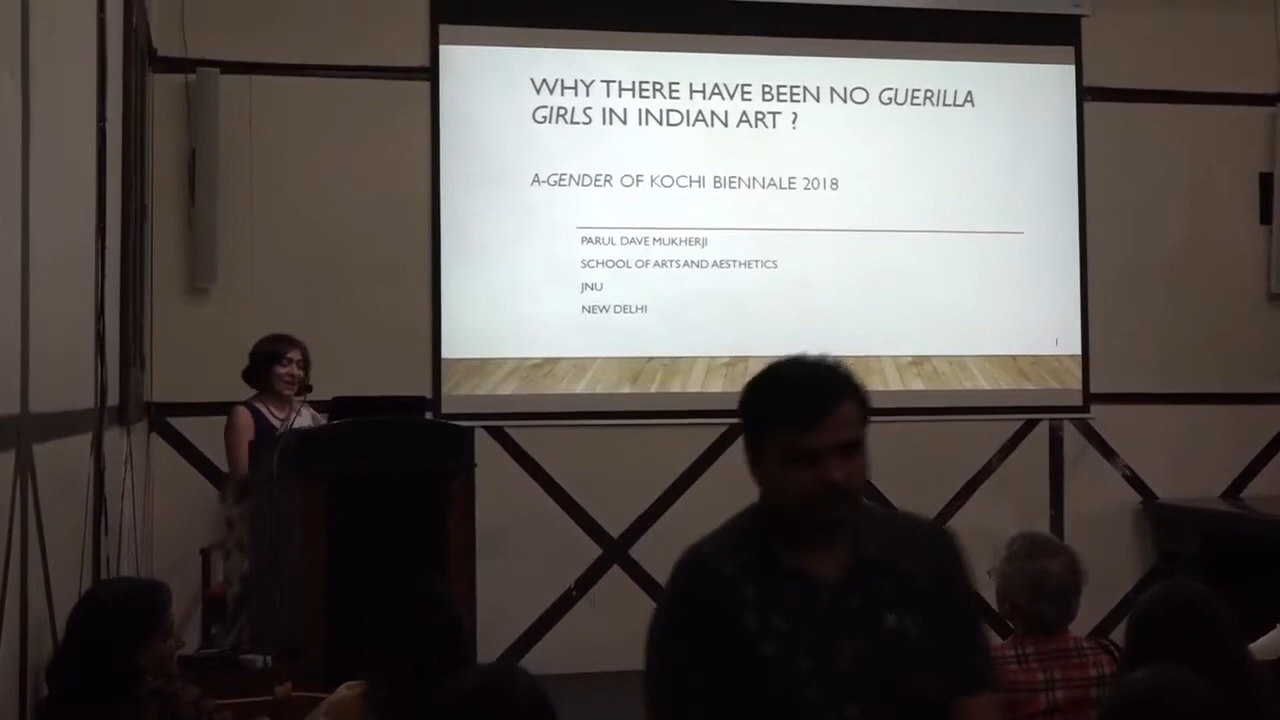 WHY THERE HAVE BEEN NO GUERILLA
GIRLS IN INDIAN ART ?
A-GENDER OF KOCHI BIENNALE 2018
PARUL DAVE MUKHERJI
SCHOOL OF ARTS AND AESTHETICS
JNU
NEW DELHI
1